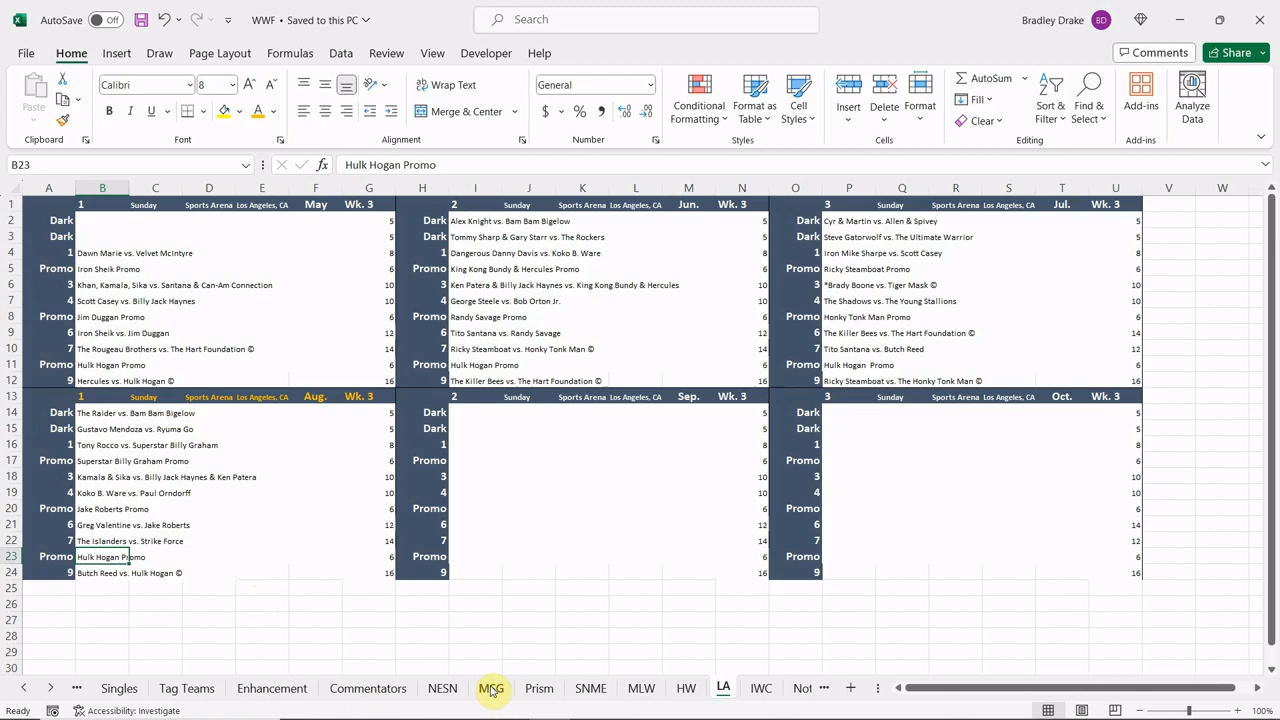 AutoSave Off WWF • Saved to this PC Search Bradley Drake BD
File Home Insert Draw Page Layout Formulas Data Review View Developer Help Comments Share
Paste Calibri 8 Wrap Text General Conditional Formatting Format as Table Cell Styles Insert Delete Format AutoSum Sort & Filter Find & Select Add-ins Analyze Data
B I U A Merge & Center $ % Fill
Clear
Clipboard Font Alignment Number Styles Cells Editing Add-ins
B23 fx Hulk Hogan Promo
A B C D E F G H I J K L M N O P Q R S T U V W
1 1 Sunday Sports Arena Los Angeles, CA May Wk. 3 2 Sunday Sports Arena Los Angeles, CA Jun. Wk. 3 3 Sunday Sports Arena Los Angeles, CA Jul. Wk. 3
2 Dark 5 Dark Alex Knight vs. Bam Bam Bigelow 5 Dark Cyr & Martin vs. Allen & Spivey 5
3 Dark 5 Dark Tommy Sharp & Gary Starr vs. The Rockers 5 Dark Steve Gatorwolf vs. The Ultimate Warrior 5
4 1 Dawn Marie vs. Velvet McIntyre 8 1 Dangerous Danny Davis vs. Koko B. Ware 8 1 Iron Mike Sharpe vs. Scott Casey 8
5 Promo Iron Sheik Promo 6 Promo King Kong Bundy & Hercules Promo 6 Promo Ricky Steamboat Promo 6
6 3 Khan, Kamala, Sika vs. Santana & Can-Am Connection 10 3 Ken Patera & Billy Jack Haynes vs. King Kong Bundy & Hercules 10 3 *Brady Boone vs. Tiger Mask © 10
7 4 Scott Casey vs. Billy Jack Haynes 10 4 George Steele vs. Bob Orton Jr. 10 4 The Shadows vs. The Young Stallions 10
8 Promo Jim Duggan Promo 6 Promo Randy Savage Promo 6 Promo Honky Tonk Man Promo 6
9 6 Iron Sheik vs. Jim Duggan 12 6 Tito Santana vs. Randy Savage 12 6 The Killer Bees vs. The Hart Foundation © 14
10 7 The Rougeau Brothers vs. The Hart Foundation © 14 7 Ricky Steamboat vs. Honky Tonk Man © 14 7 Tito Santana vs. Butch Reed 12
11 Promo Hulk Hogan Promo 6 Promo Hulk Hogan Promo 6 Promo Hulk Hogan Promo 6
12 9 Hercules vs. Hulk Hogan © 16 9 The Killer Bees vs. The Hart Foundation © 16 9 Ricky Steamboat vs. The Honky Tonk Man © 16
13 1 Sunday Sports Arena Los Angeles, CA Aug. Wk. 3 2 Sunday Sports Arena Los Angeles, CA Sep. Wk. 3 3 Sunday Sports Arena Los Angeles, CA Oct. Wk. 3
14 Dark The Raider vs. Bam Bam Bigelow 5 Dark 5 Dark 5
15 Dark Gustavo Mendoza vs. Ryuma Go 5 Dark 5 Dark 5
16 1 Tony Rocco vs. Superstar Billy Graham 8 1 8 1 8
17 Promo Superstar Billy Graham Promo 6 Promo 6 Promo 6
18 3 Kamala & Sika vs. Billy Jack Haynes & Ken Patera 10 3 10 3 10
19 4 Koko B. Ware vs. Paul Orndorff 10 4 10 4 10
20 Promo Jake Roberts Promo 6 Promo 6 Promo 6
21 6 Greg Valentine vs. Jake Roberts 12 6 12 6 12
22 7 The Islanders vs. Strike Force 14 7 14 7 14
23 Promo Hulk Hogan Promo 6 Promo 6 Promo 6
24 9 Butch Reed vs. Hulk Hogan © 16 9 16 9 16
25
26
27
28
29
30
Singles Tag Teams Enhancement Commentators NESN MSG Prism SNME MLW HW LA IWC Not
Ready Accessibility: Investigate 100%